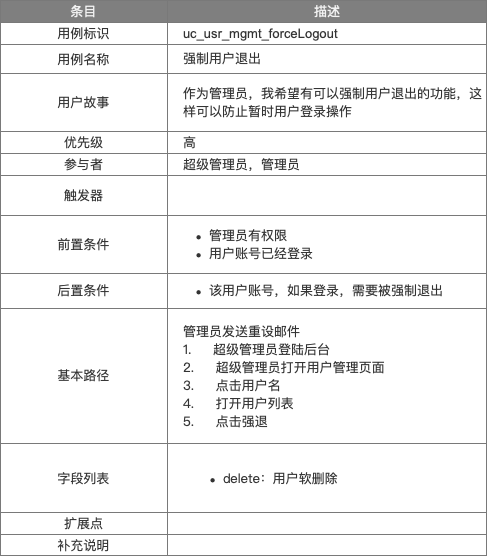 条目 描述
用例标识 uc_usr_mgmt_forceLogout
用例名称 强制用户退出
用户故事 作为管理员，我希望有可以强制用户退出的功能，这
样可以防止暂时用户登录操作
优先级 高
参与者 超级管理员，管理员
触发器
前置条件
• 管理员有权限
• 用户账号已经登录
后置条件 • 该用户账号，如果登录，需要被强制退出
基本路径
管理员发送重设邮件
1. 超级管理员登陆后台
2. 超级管理员打开用户管理页面
3. 点击用户名
4. 打开用户列表
5. 点击强退
字段列表 • delete：用户软删除
扩展点
补充说明